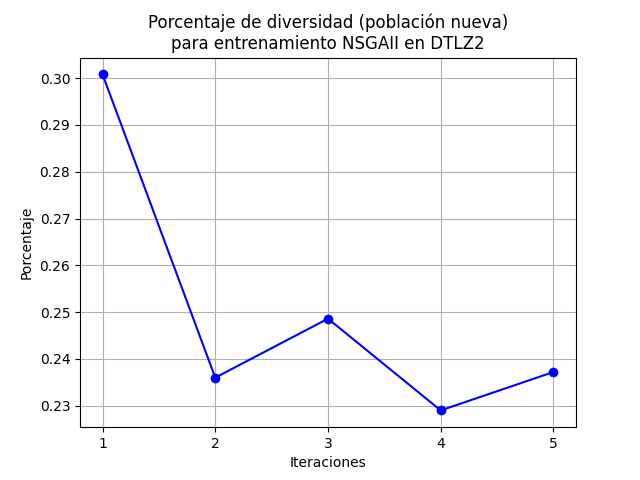 Porcentaje de diversidad (población nueva)
para entrenamiento NSGAII en DTLZ2
0.30
0.29
0.28
0.27
0.26
0.25
0.24
0.23
Porcentaje
1 2 3 4 5
Iteraciones